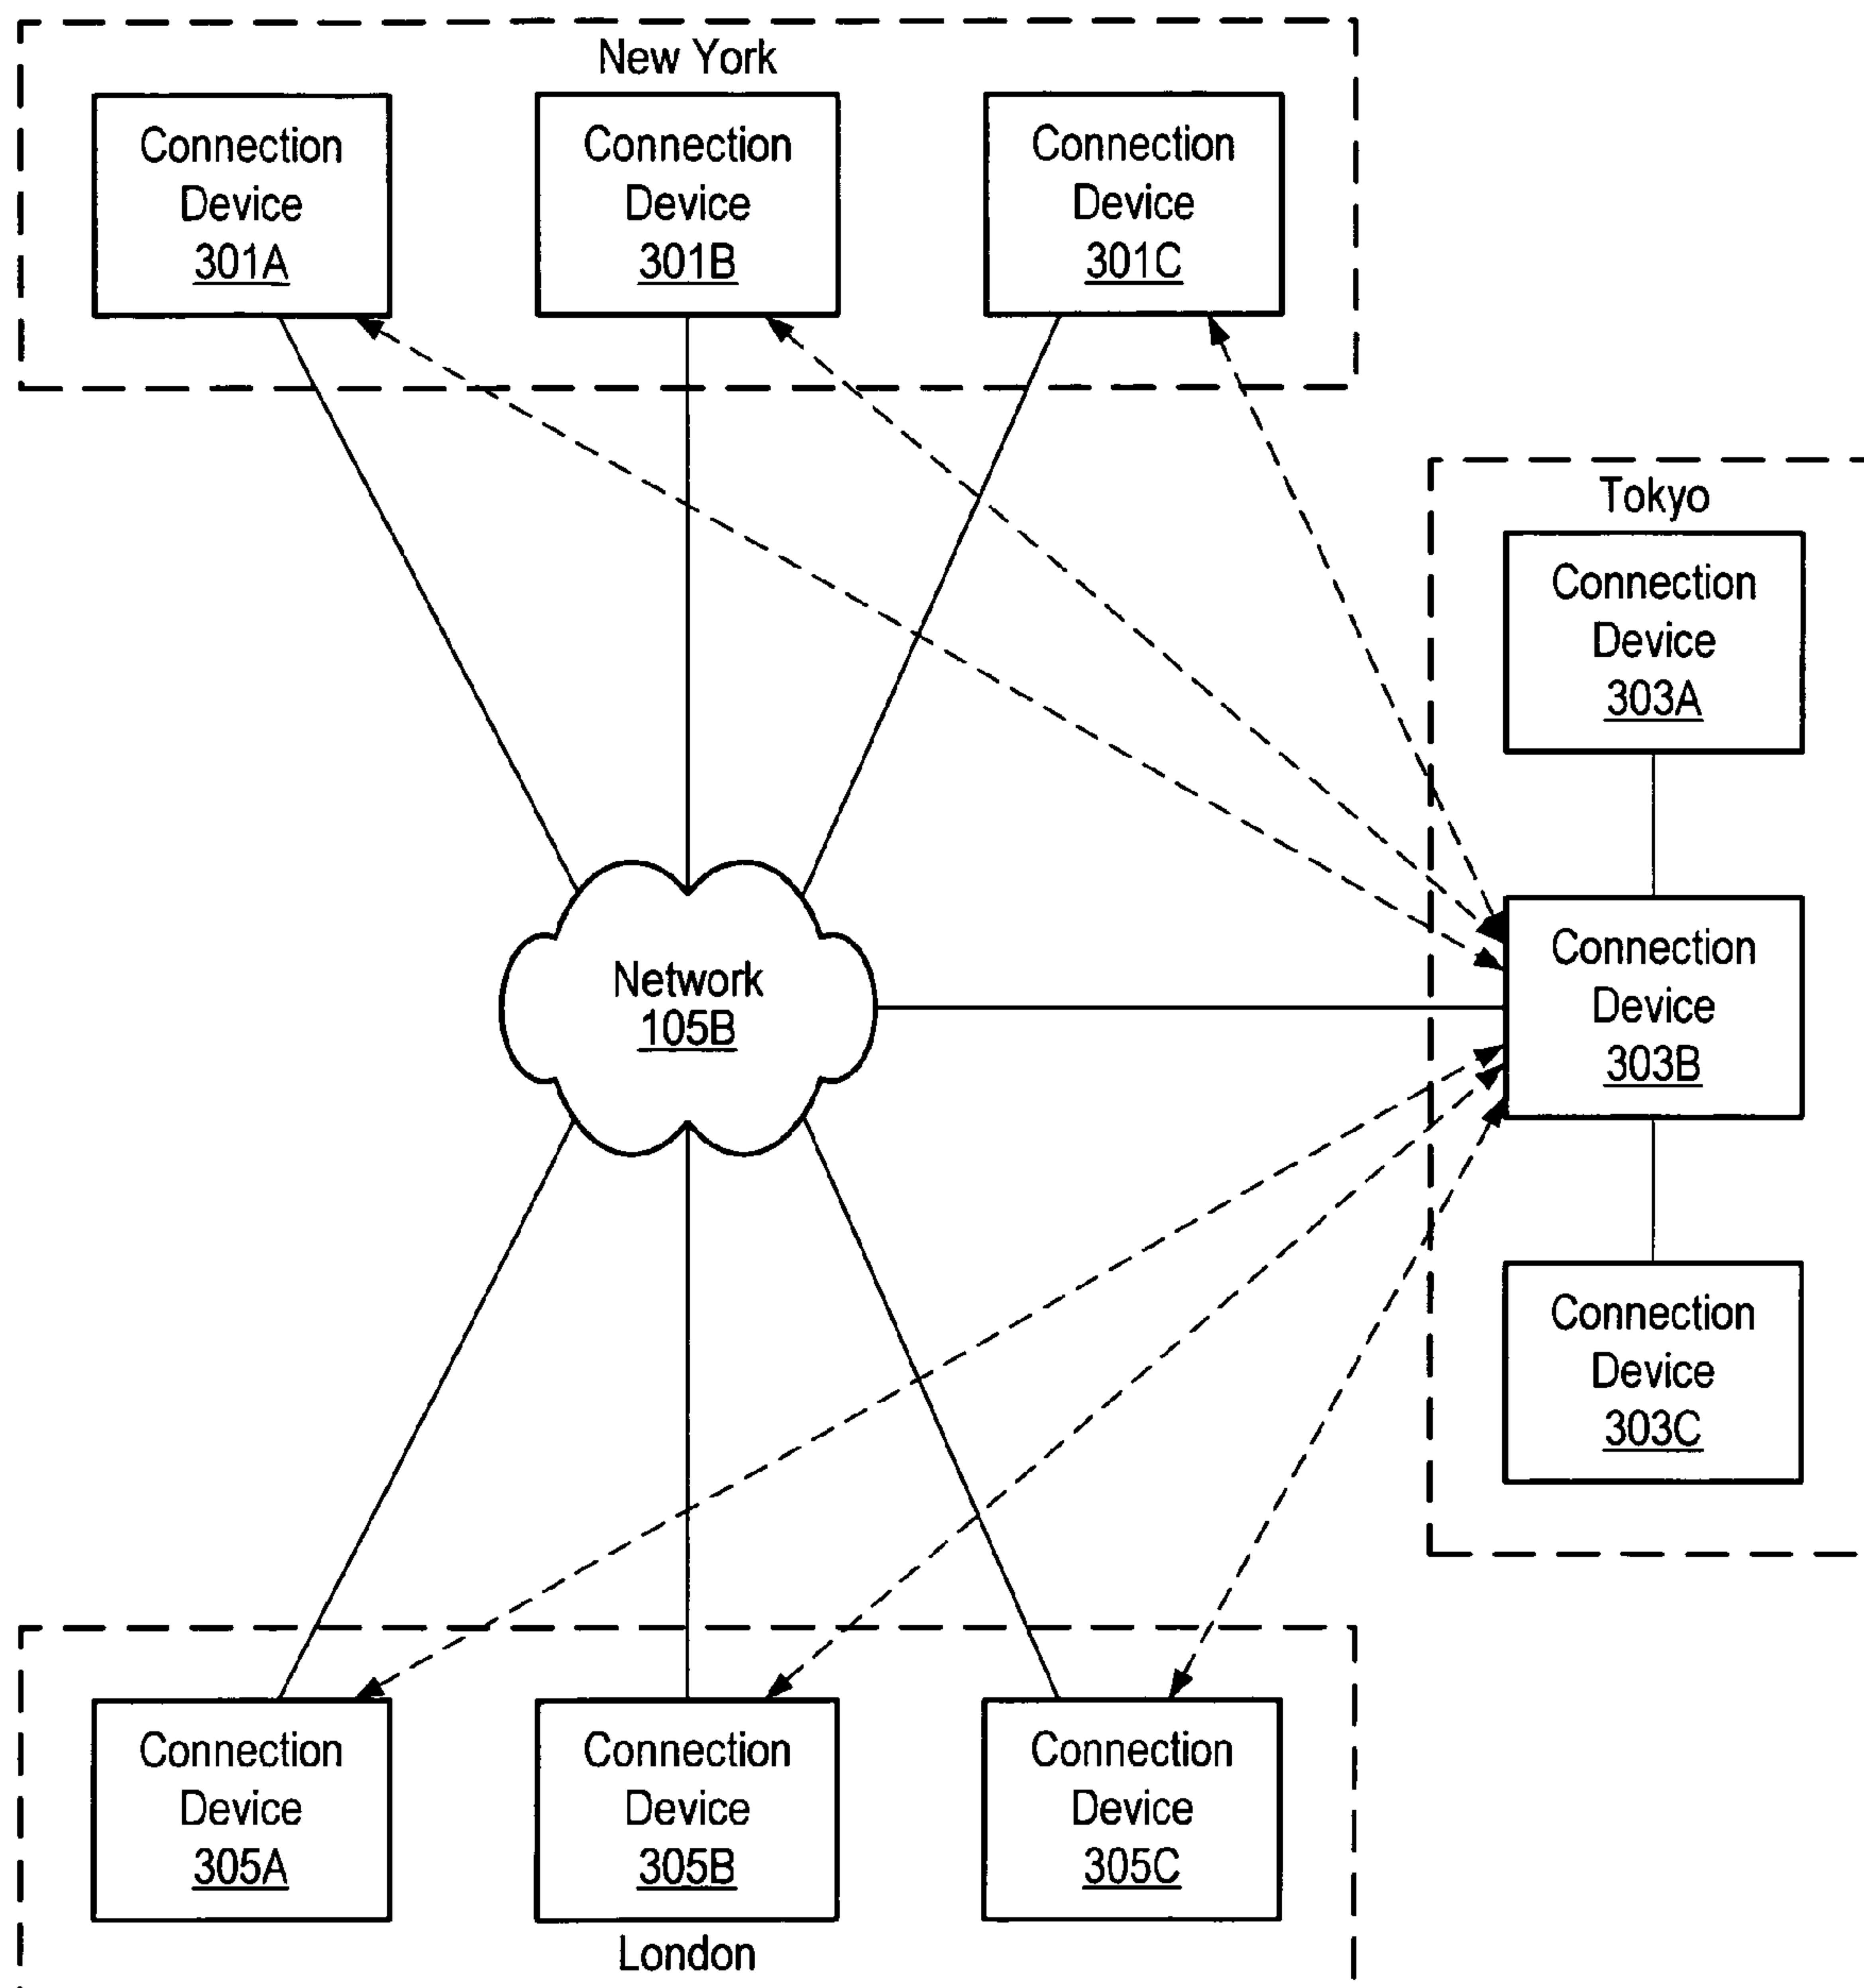 New York
Connection
Device
301A
Connection
Device
301B
Connection
Device
301C
Tokyo
Connection
Device
303A
Connection
Device
303B
Connection
Device
303C
Network
105B
Connection
Device
305A
Connection
Device
305B
Connection
Device
305C
London